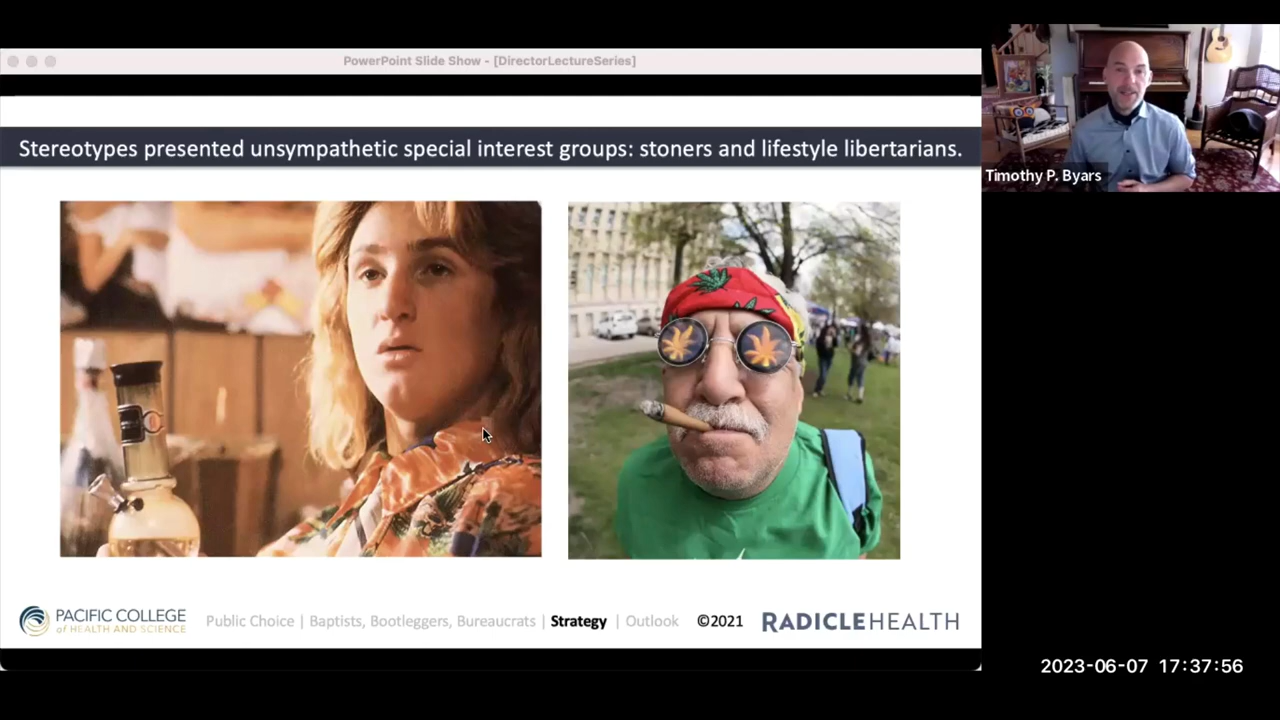 PowerPoint Slide Show - [DirectorLectureSeries]
Stereotypes presented unsympathetic special interest groups: stoners and lifestyle libertarians.
Timothy P. Byars
PACIFIC COLLEGE
of HEALTH AND SCIENCE
Public Choice | Baptists, Bootleggers, Bureaucrats | Strategy | Outlook
©2021
RADICLEHEALTH
2023-06-07 17:37:56